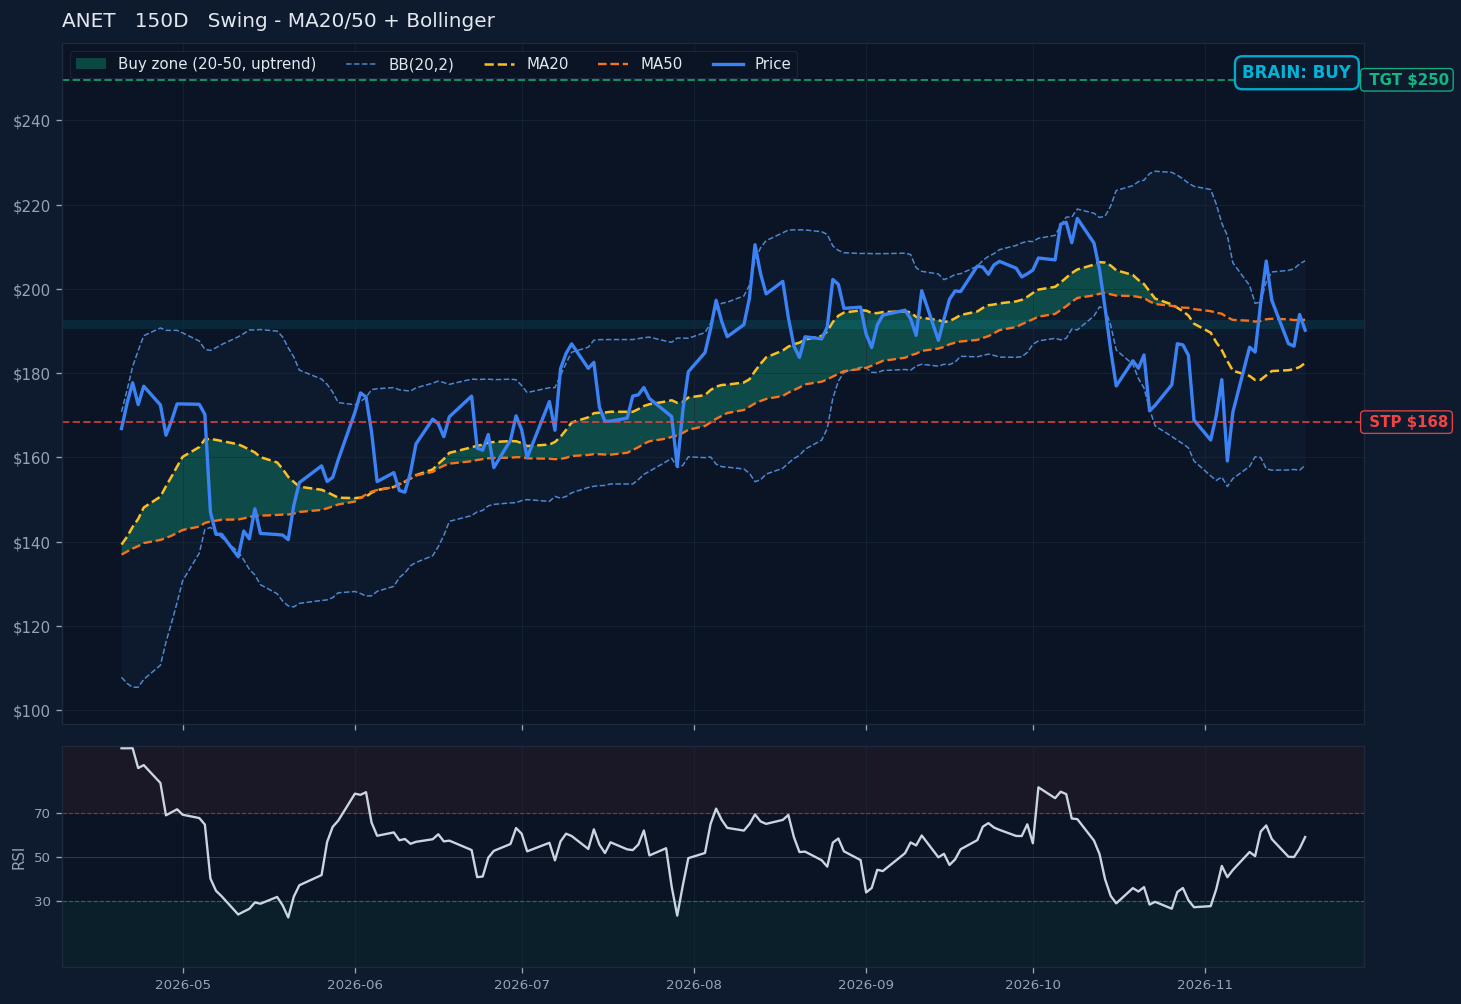 ANET   150D   Swing - MA20/50 + Bollinger
Buy zone (20-50, uptrend)   BB(20,2)   MA20   MA50   Price
BRAIN: BUY
TGT $250
$240
$220
$200
$180
STP $168
$160
$140
$120
$100
RSI
70
50
30
2026-05   2026-06   2026-07   2026-08   2026-09   2026-10   2026-11